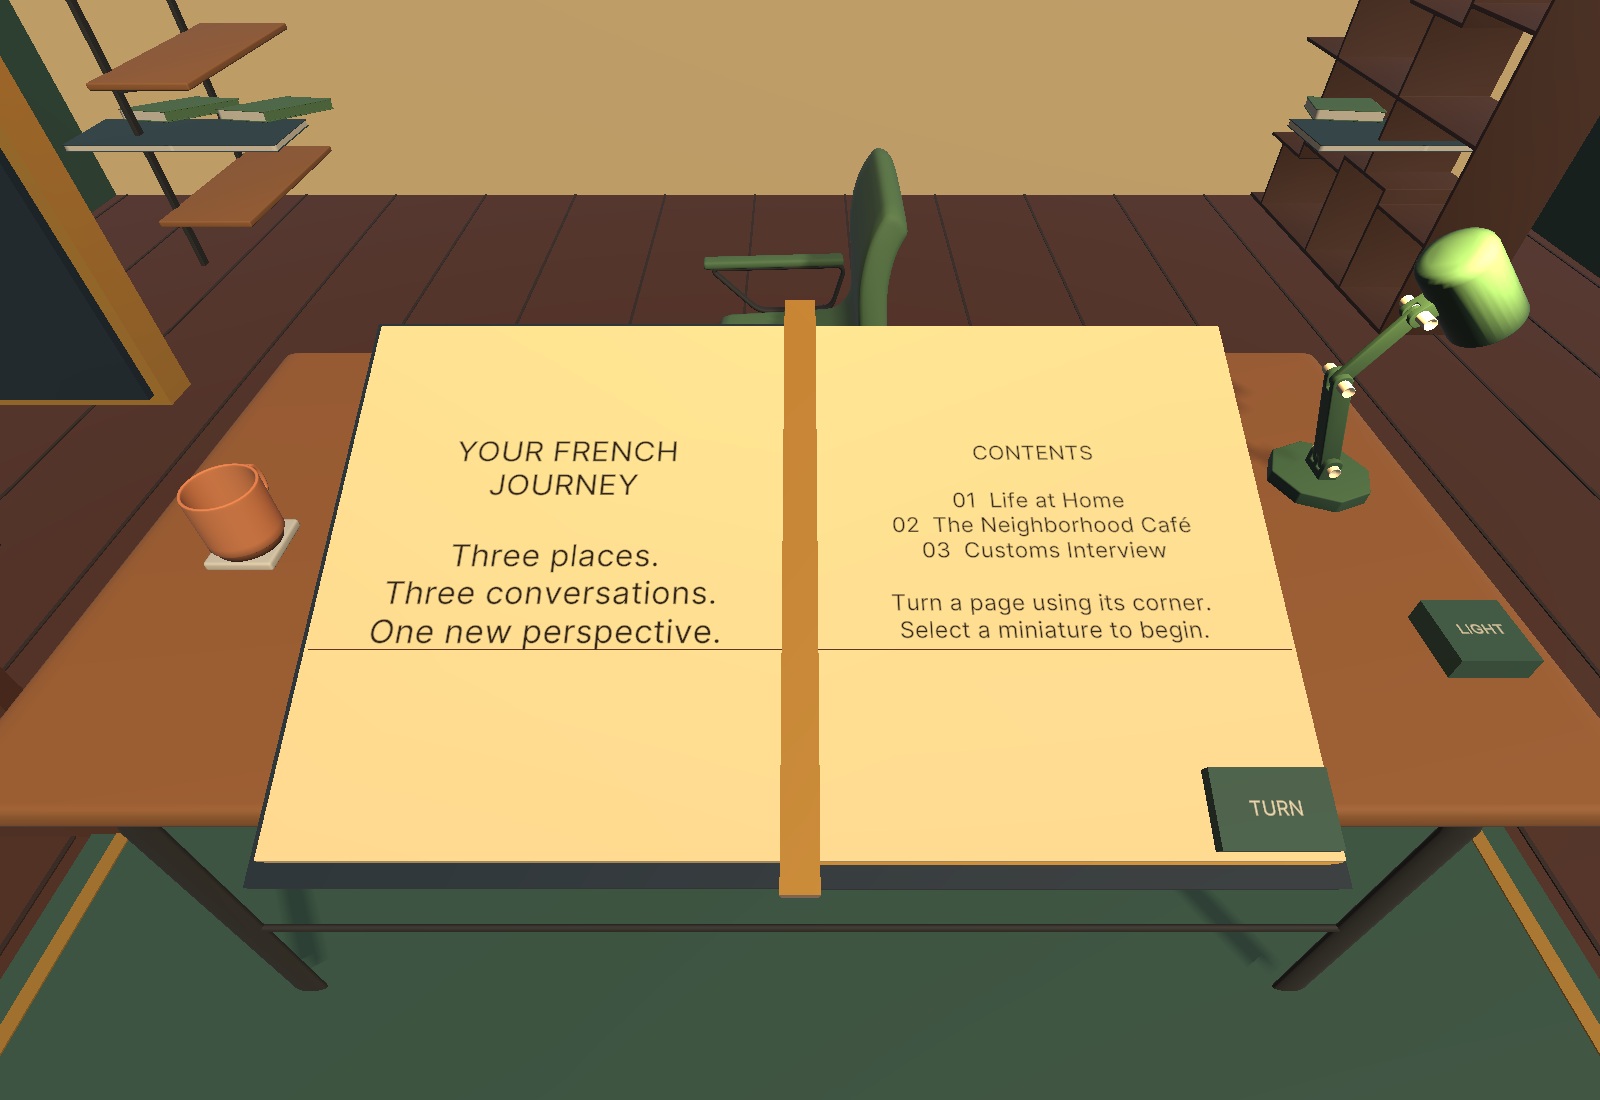 YOUR FRENCH
JOURNEY
Three places.
Three conversations.
One new perspective.
CONTENTS
01 Life at Home
02 The Neighborhood Café
03 Customs Interview
Turn a page using its corner.
Select a miniature to begin.
LIGHT
TURN